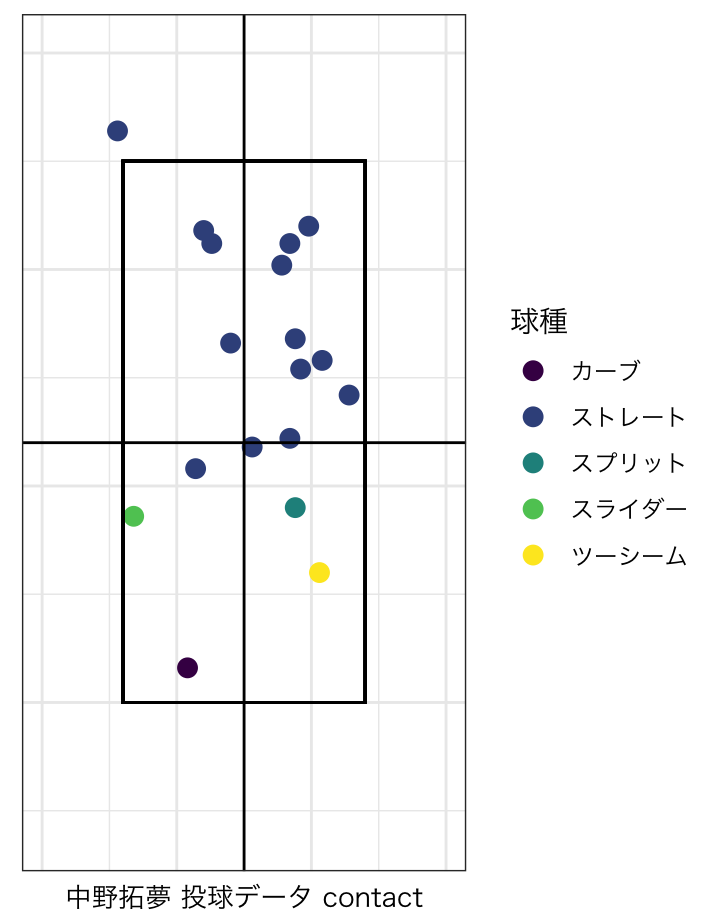 球種
カーブ
ストレート
スプリット
スライダー
ツーシーム
中野拓夢 投球データ contact